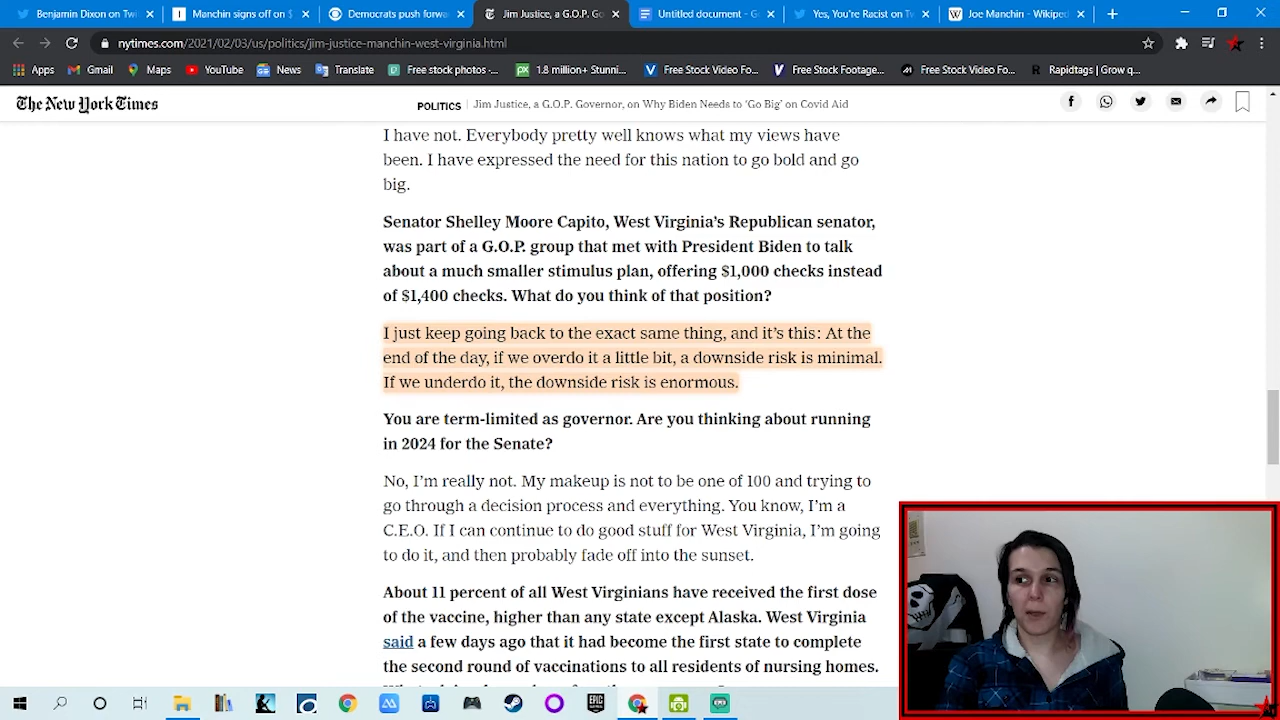 Benjamin Dixon on Twi
Manchin signs off on $
Democrats push forwa
Jim Justice, a G.O.P. Go
Untitled document - Go
Yes, You're Racist on Tw
Joe Manchin - Wikiped
nytimes.com/2021/02/03/us/politics/jim-justice-manchin-west-virginia.html
Apps
Gmail
Maps
YouTube
News
Translate
Free stock photos -...
1.8 million+ Stunni...
Free Stock Video Fo...
Free Stock Footage...
Free Stock Video Fo...
Rapidtags | Grow q...
The New York Times
POLITICS | Jim Justice, a G.O.P. Governor, on Why Biden Needs to 'Go Big' on Covid Aid
I have not. Everybody pretty well knows what my views have
been. I have expressed the need for this nation to go bold and go
big.
Senator Shelley Moore Capito, West Virginia's Republican senator,
was part of a G.O.P. group that met with President Biden to talk
about a much smaller stimulus plan, offering $1,000 checks instead
of $1,400 checks. What do you think of that position?
I just keep going back to the exact same thing, and it's this: At the
end of the day, if we overdo it a little bit, a downside risk is minimal.
If we underdo it, the downside risk is enormous.
You are term-limited as governor. Are you thinking about running
in 2024 for the Senate?
No, I'm really not. My makeup is not to be one of 100 and trying to
go through a decision process and everything. You know, I'm a
C.E.O. If I can continue to do good stuff for West Virginia, I'm going
to do it, and then probably fade off into the sunset.
About 11 percent of all West Virginians have received the first dose
of the vaccine, higher than any state except Alaska. West Virginia
said a few days ago that it had become the first state to complete
the second round of vaccinations to all residents of nursing homes.
EPIC